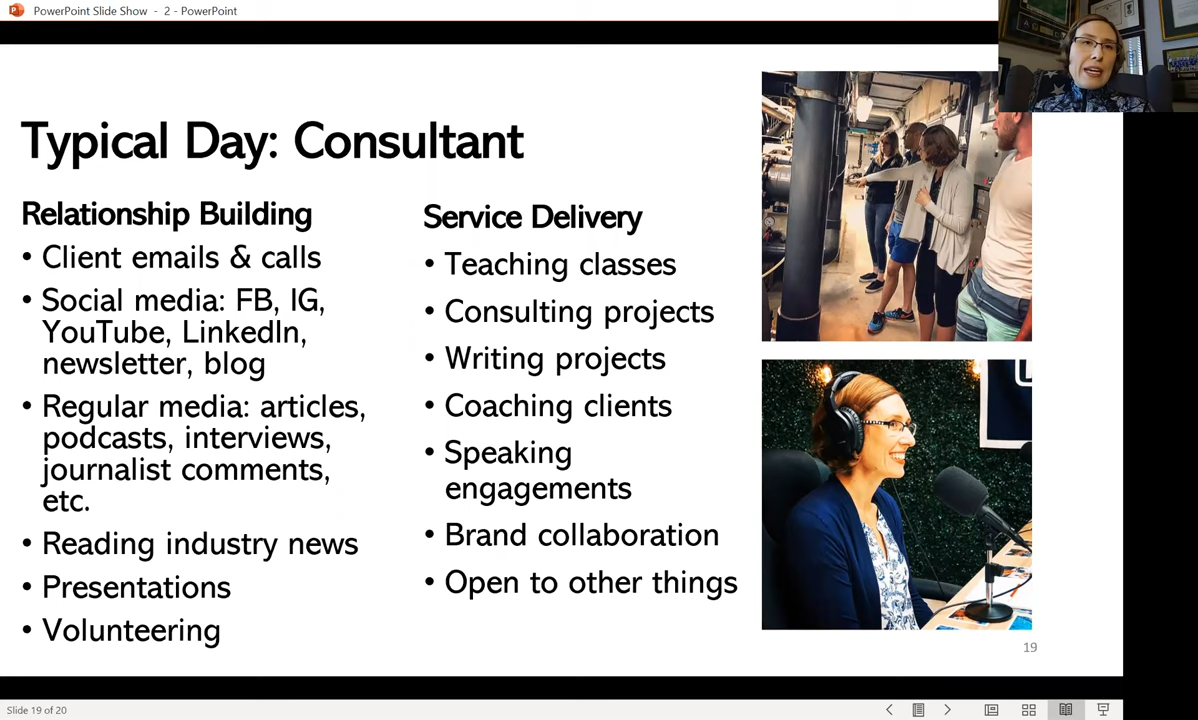 PowerPoint Slide Show - 2 - PowerPoint
Typical Day: Consultant
Relationship Building
• Client emails & calls
• Social media: FB, IG,
YouTube, LinkedIn,
newsletter, blog
• Regular media: articles,
podcasts, interviews,
journalist comments,
etc.
• Reading industry news
• Presentations
• Volunteering
Service Delivery
• Teaching classes
• Consulting projects
• Writing projects
• Coaching clients
• Speaking
engagements
• Brand collaboration
• Open to other things
19
Slide 19 of 20